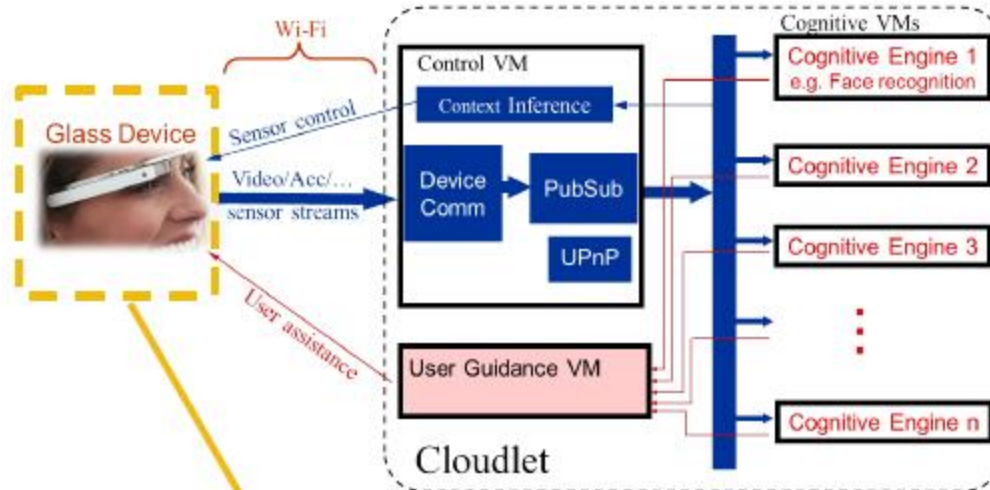 Wi-Fi
Cognitive VMs
Control VM
Cognitive Engine 1
e.g. Face recognition
Context Inference
Sensor control
Glass Device
Video/Acc/...
sensor streams
Device
Comm
PubSub
UPnP
Cognitive Engine 2
Cognitive Engine 3
User assistance
User Guidance VM
Cognitive Engine n
Cloudlet